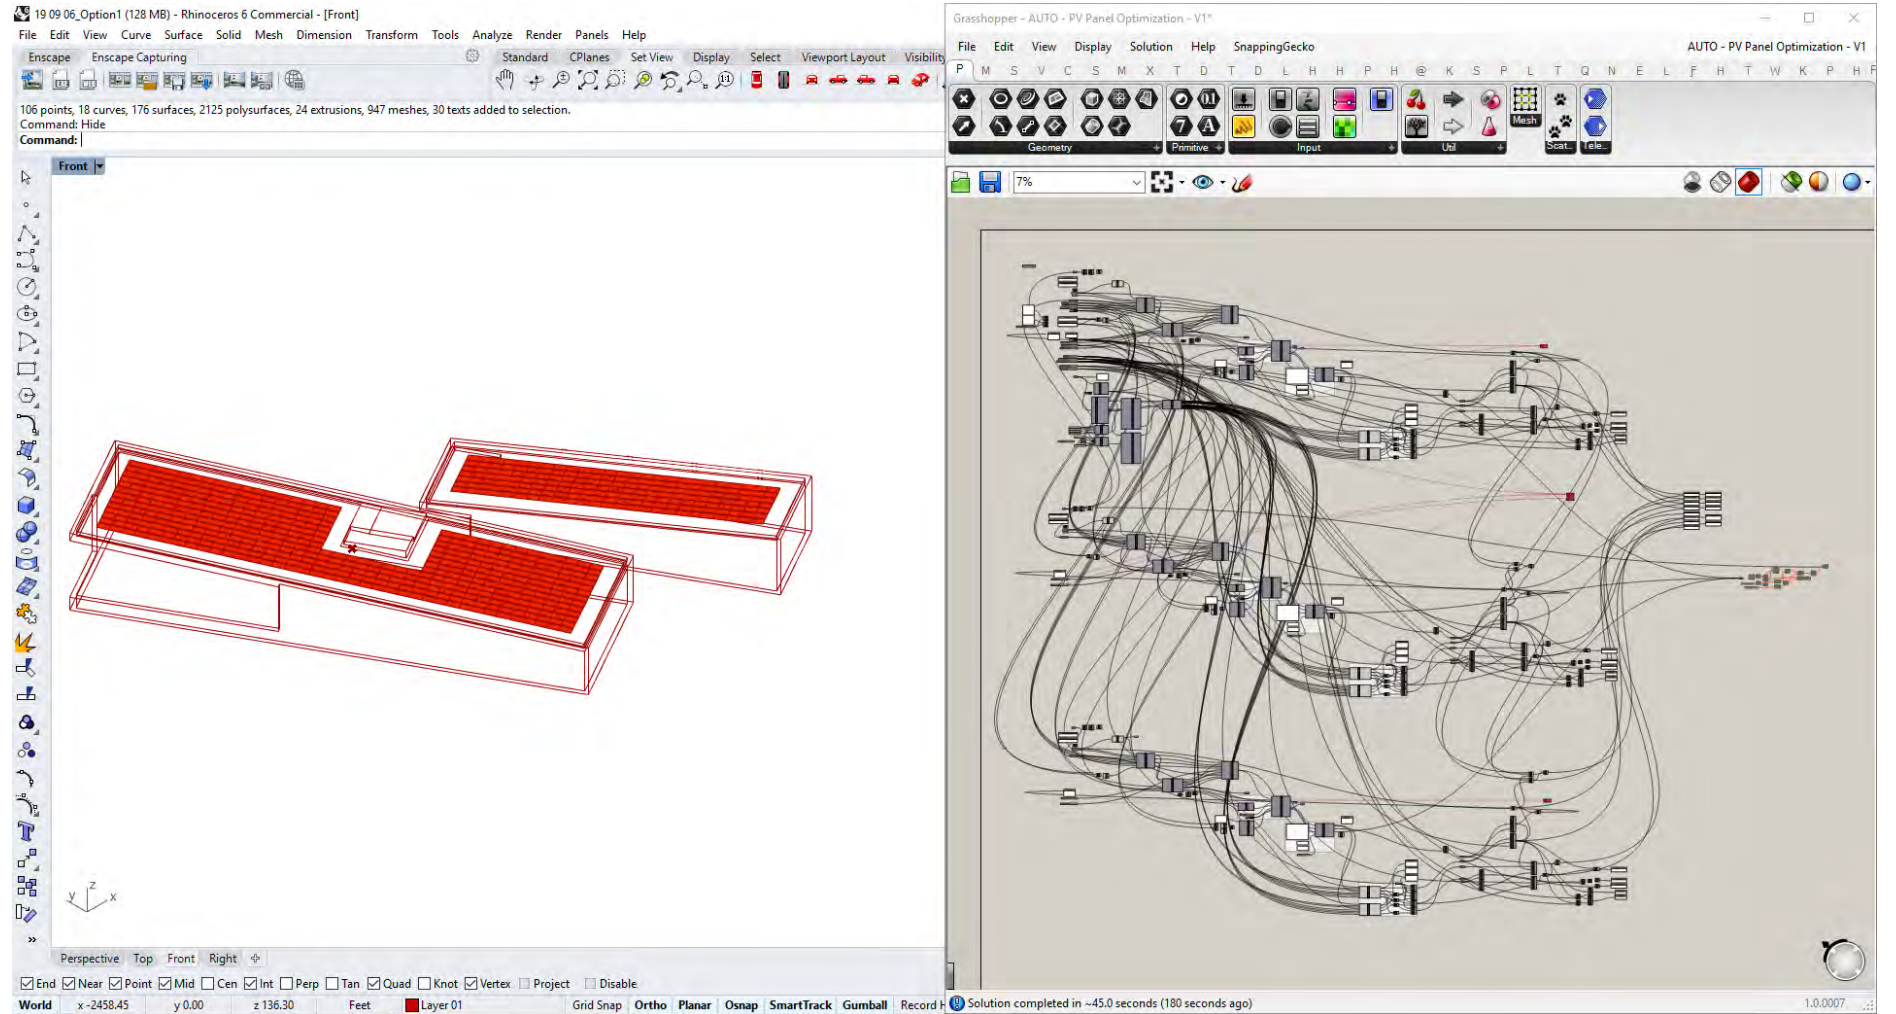 19 09 06_Option1 (128 MB) - Rhinoceros 6 Commercial - [Front]
File Edit View Curve Surface Solid Mesh Dimension Transform Tools Analyze Render Panels Help
Enscape Enscape Capturing
Standard CPlanes Set View Display Select Viewport Layout Visibility
106 points, 18 curves, 176 surfaces, 2125 polysurfaces, 24 extrusions, 947 meshes, 30 texts added to selection.
Command: Hide
Command:
Front
z
y x
Perspective Top Front Right
End Near Point Mid Cen Int Perp Tan Quad Knot Vertex Project Disable
World x -2458.45 y 0.00 z 136.30 Feet Layer 01 Grid Snap Ortho Planar Osnap SmartTrack Gumball Record H
Grasshopper - AUTO - PV Panel Optimization - V1*
File Edit View Display Solution Help SnappingGecko AUTO - PV Panel Optimization - V1
P M S V C S M X T D T D L H H P H @ K S P L T Q N E L F H T W K P H F
Mesh
Geometry Primitive Input Util Scat... Tele...
7%
Solution completed in ~45.0 seconds (180 seconds ago) 1.0.0007